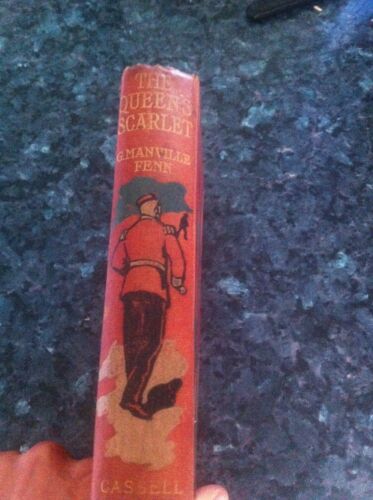 THE
QUEEN'S
SCARLET
G. MANVILLE
FENN
CASSELL